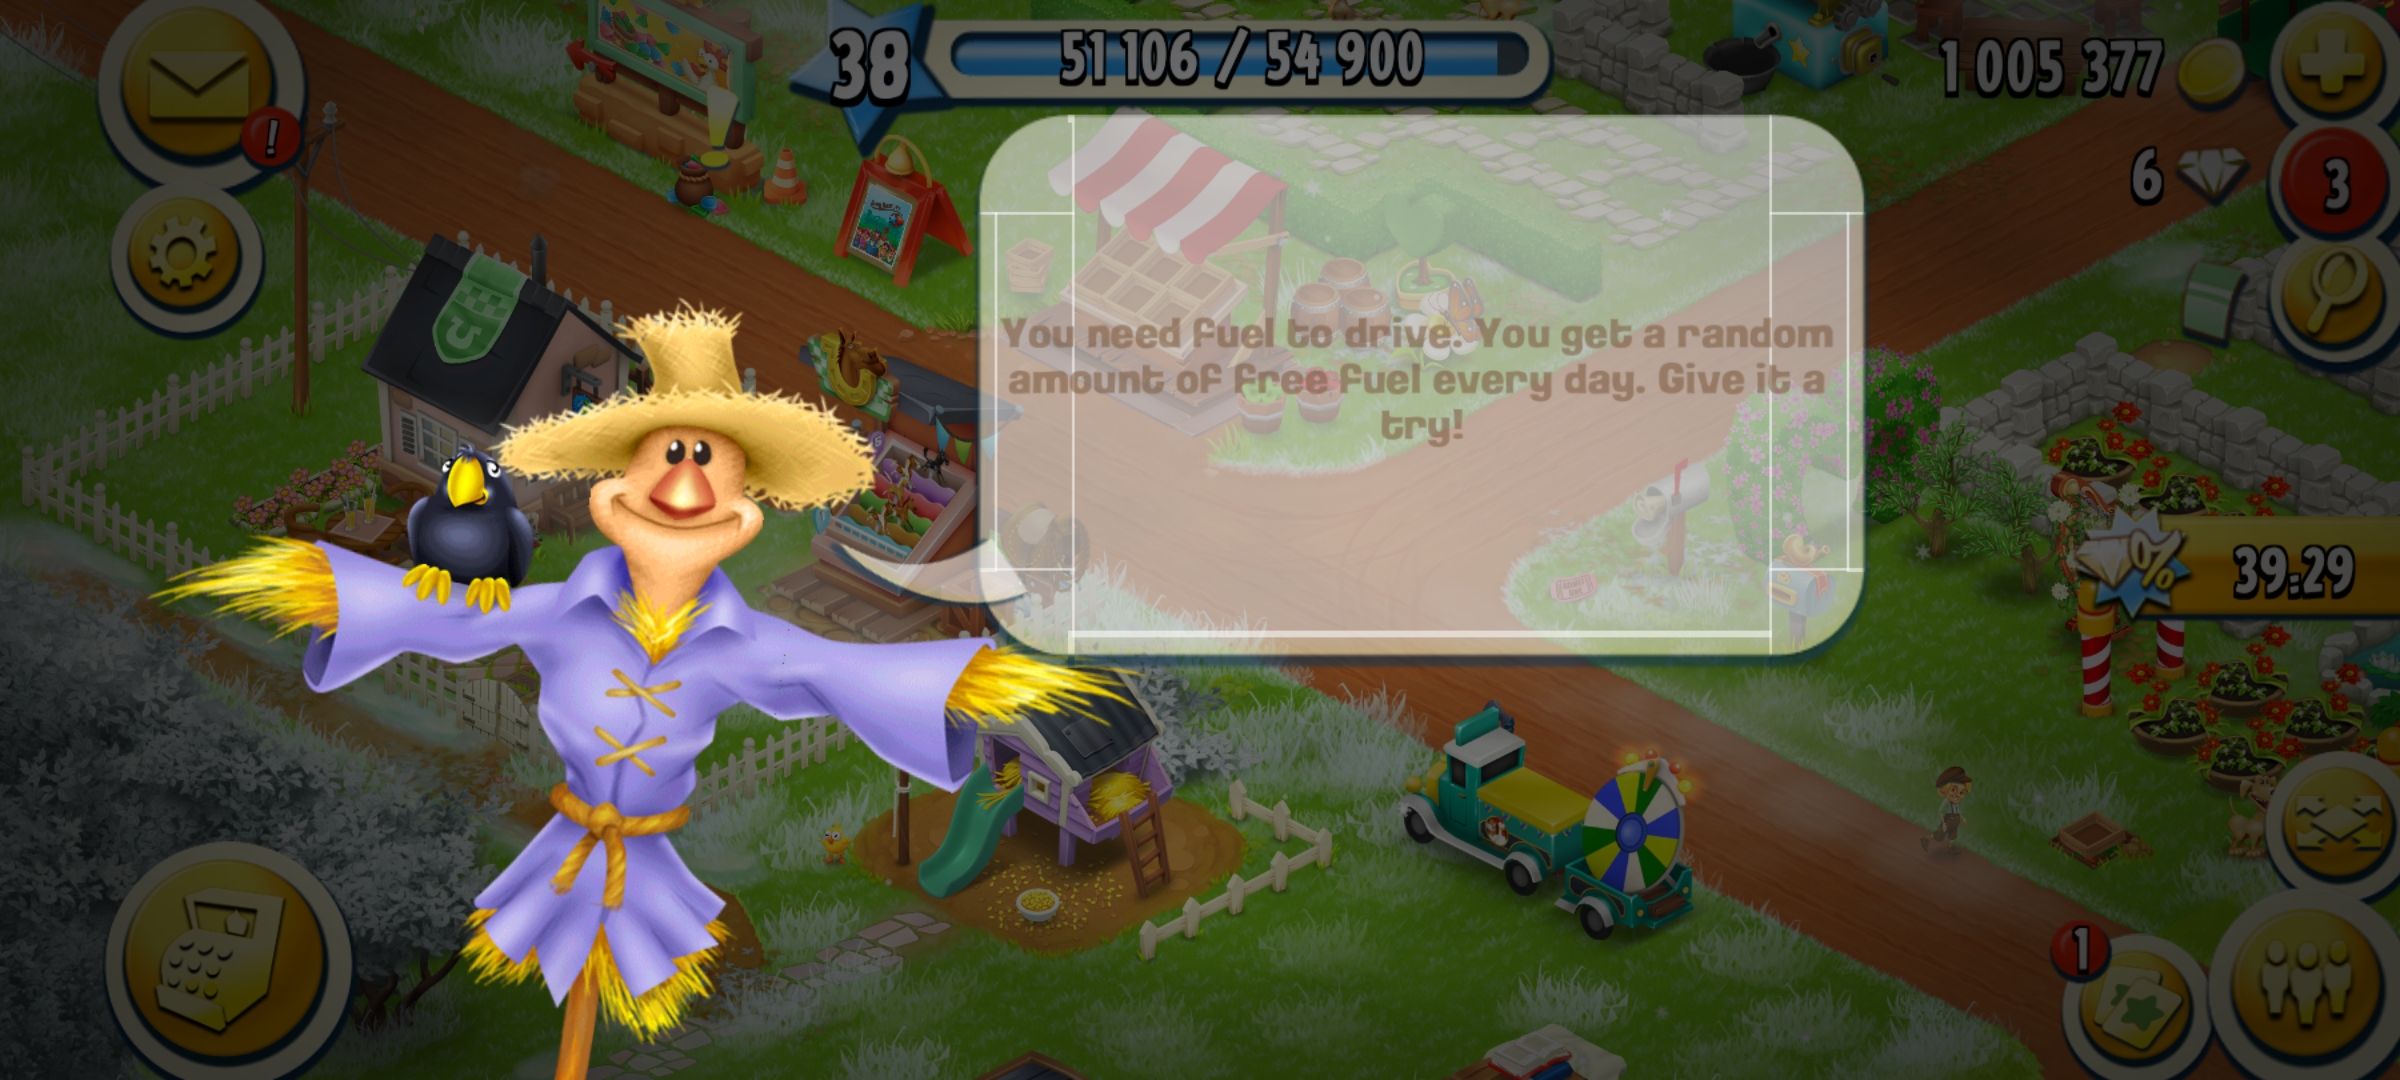 38
51 106 / 54 900
1 005 377
!
6
3
You need fuel to drive. You get a random
amount of free fuel every day. Give it a
try!
%
39:29
1